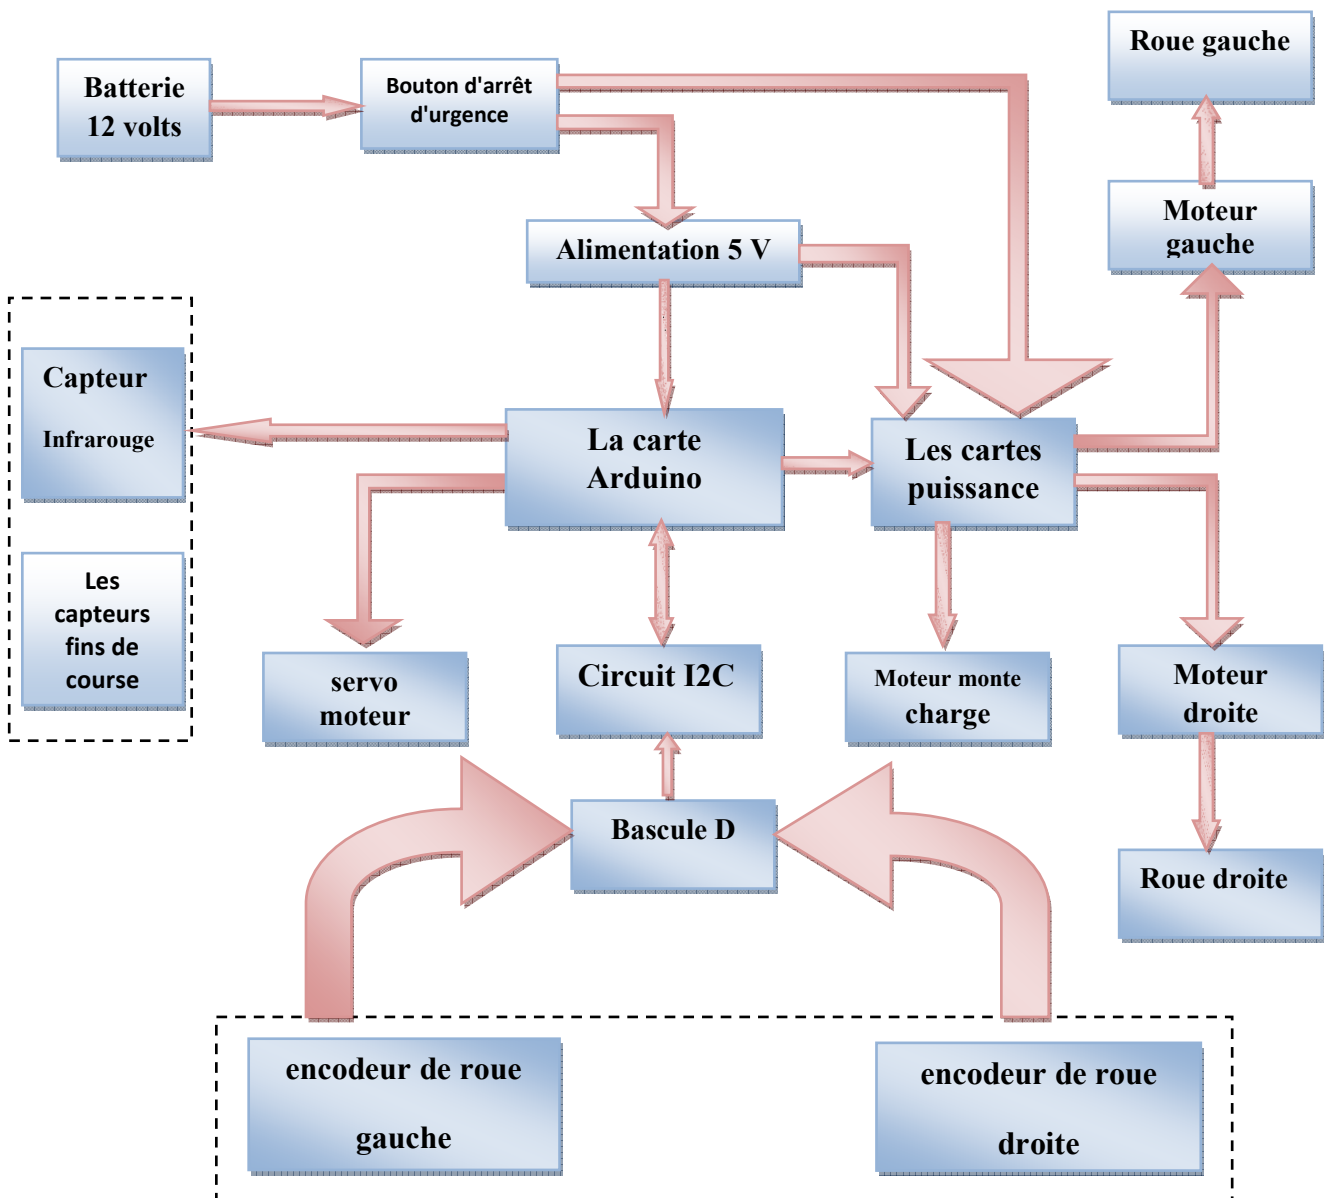 Roue gauche
Batterie
12 volts
Bouton d'arrêt
d'urgence
Moteur
gauche
Alimentation 5 V
Capteur
Infrarouge
La carte
Arduino
Les cartes
puissance
Les
capteurs
fins de
course
servo
moteur
Circuit I2C
Moteur monte
charge
Moteur
droite
Bascule D
Roue droite
encodeur de roue
gauche
encodeur de roue
droite